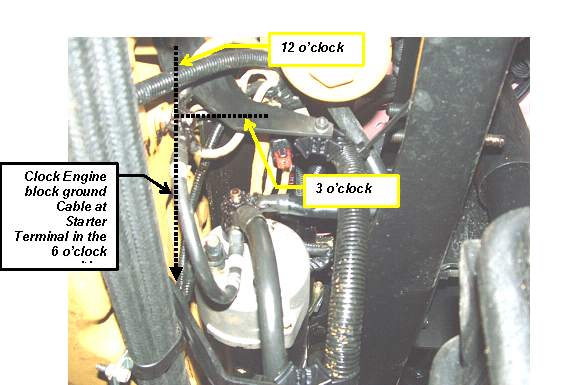 12 o'clock
3 o'clock
Clock Engine
block ground
Cable at
Starter
Terminal in the
6 o'clock